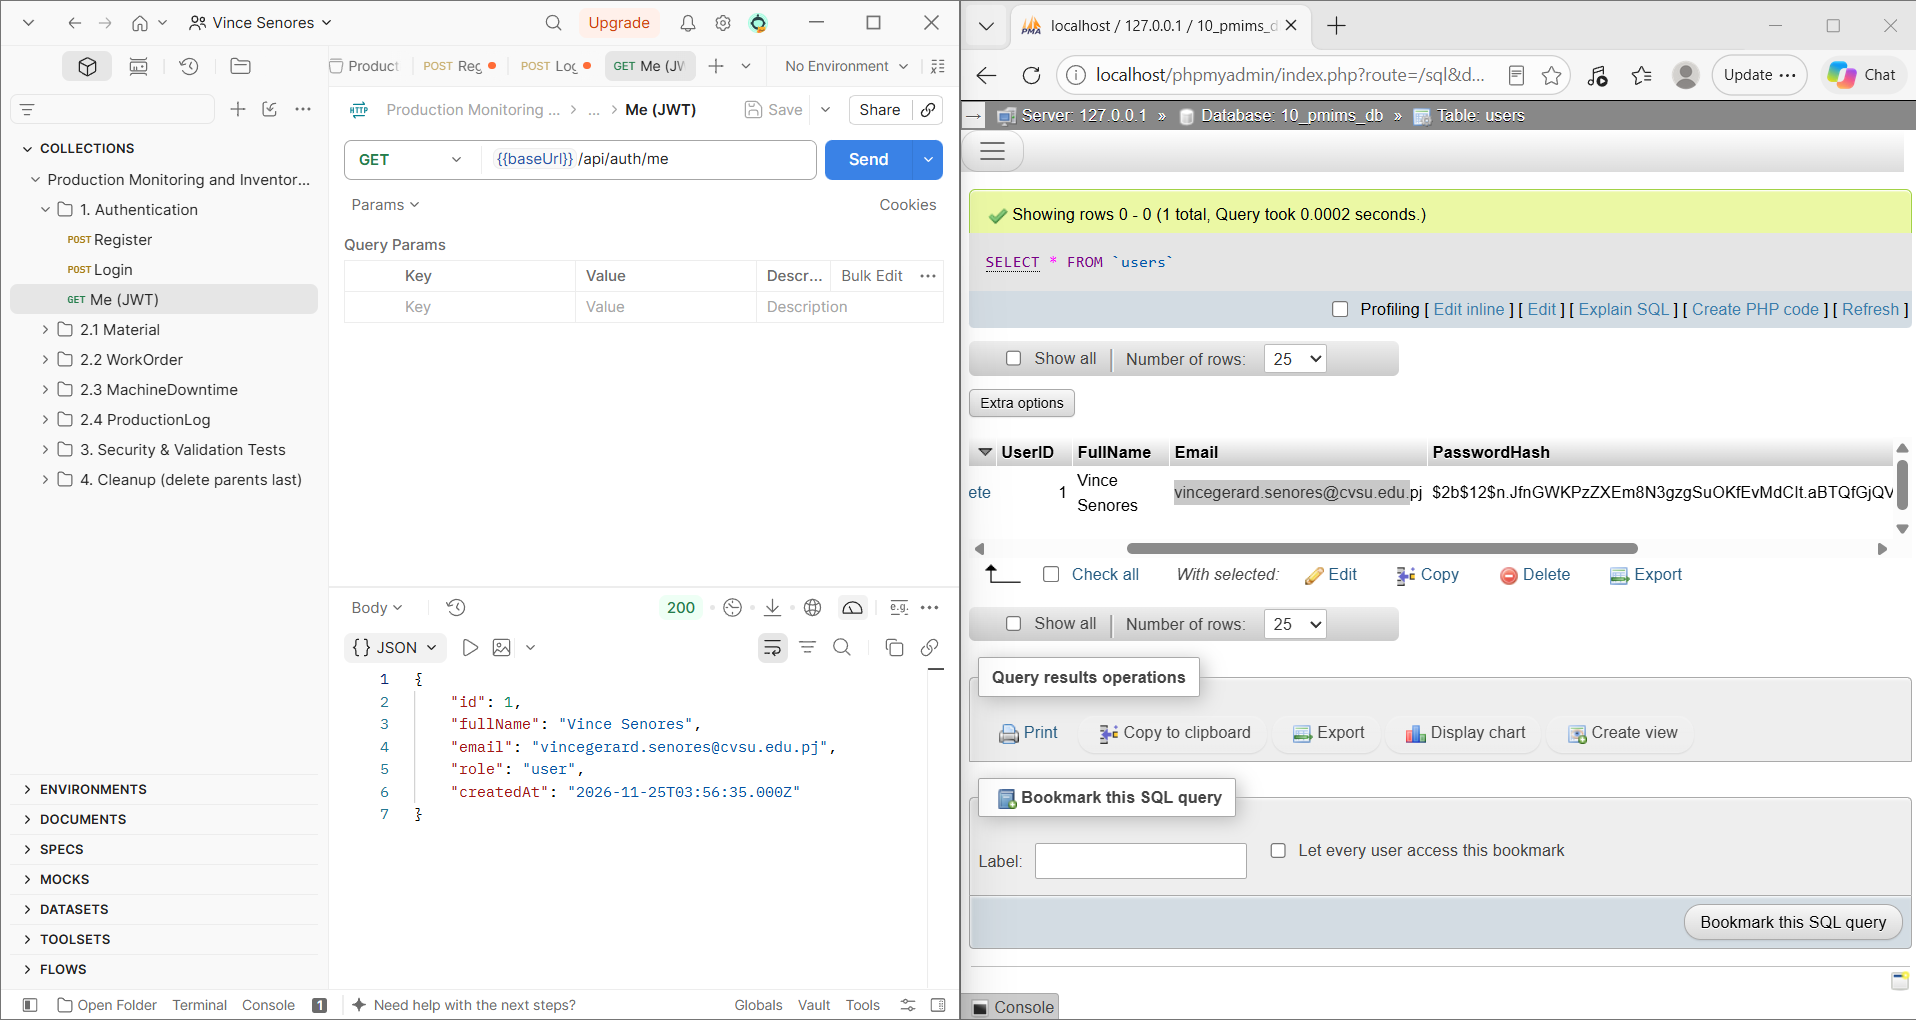 Vince Senores
Upgrade
Product
POST Reg
POST Log
GET Me (JW
No Environment
Production Monitoring ... > ... > Me (JWT)
Save
Share
COLLECTIONS
Production Monitoring and Inventor...
1. Authentication
POST Register
POST Login
GET Me (JWT)
2.1 Material
2.2 WorkOrder
2.3 MachineDowntime
2.4 ProductionLog
3. Security & Validation Tests
4. Cleanup (delete parents last)
ENVIRONMENTS
DOCUMENTS
SPECS
MOCKS
DATASETS
TOOLSETS
FLOWS
HTTP
GET
{{baseUrl}} /api/auth/me
Send
Params
Cookies
Query Params
Key Value Descr... Bulk Edit
Key Value Description
Body
200
e.g.
{} JSON
1 {
2 "id": 1,
3 "fullName": "Vince Senores",
4 "email": "vincegerard.senores@cvsu.edu.pj",
5 "role": "user",
6 "createdAt": "2026-11-25T03:56:35.000Z"
7 }
Open Folder Terminal Console 1 Need help with the next steps? Globals Vault Tools
PMA
localhost / 127.0.0.1 / 10_pmims_d
localhost/phpmyadmin/index.php?route=/sql&d...
Update
Chat
Server: 127.0.0.1 » Database: 10_pmims_db » Table: users
Showing rows 0 - 0 (1 total, Query took 0.0002 seconds.)
SELECT * FROM `users`
Profiling [ Edit inline ] [ Edit ] [ Explain SQL ] [ Create PHP code ] [ Refresh ]
Show all Number of rows: 25
Extra options
UserID FullName Email PasswordHash
ete 1 Vince Senores vincegerard.senores@cvsu.edu.pj $2b$12$n.JfnGWKPzZXEm8N3gzgSuOKfEvMdClt.aBTQfGjQV
Check all With selected: Edit Copy Delete Export
Show all Number of rows: 25
Query results operations
Print Copy to clipboard Export Display chart Create view
Bookmark this SQL query
Label: Let every user access this bookmark
Bookmark this SQL query
Console